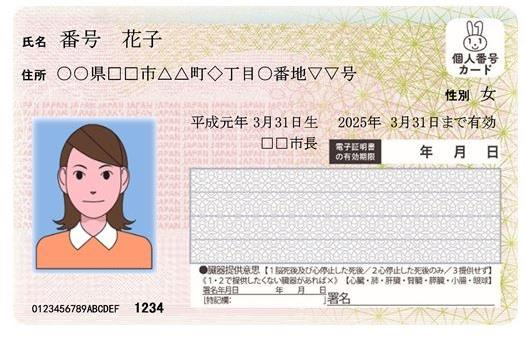 氏名 番号 花子
個人番号
カード
住所 ○○県□□市△△町◇丁目○番地▽▽号
性別 女
平成元年 3月31日生 2025年 3月31日まで有効
□□市長
電子証明書
の有効期限
年 月 日
●臓器提供意思【1脳死後及び心停止した死後/2心停止した死後のみ/3提供せず】
《1・2で提供したくない臓器があれば×》【心臓・肺・肝臓・腎臓・膵臓・小腸・眼球】
署名年月日 年 月 日
[特記欄: ]署名
0123456789ABCDEF 1234